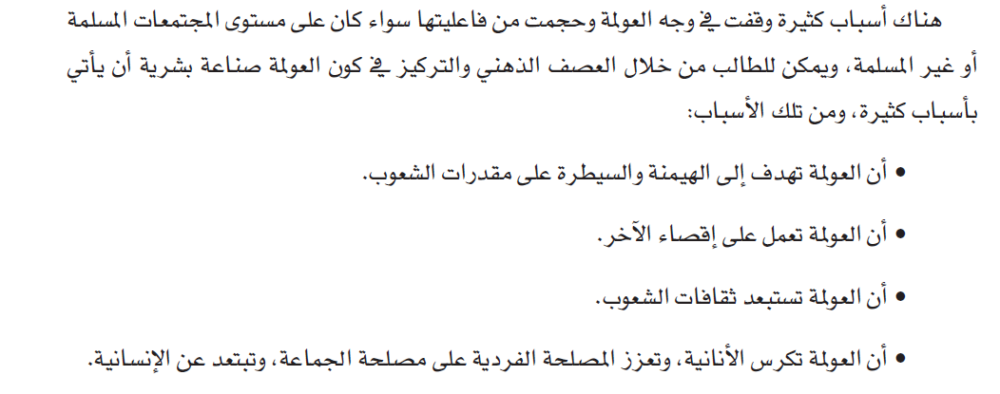 هناك أسباب كثيرة وقفت في وجه العولمة وحجمت من فاعليتها سواء كان على مستوى المجتمعات المسلمة
أو غير المسلمة، ويمكن للطالب من خلال العصف الذهني والتركيز في كون العولمة صناعة بشرية أن يأتي
بأسباب كثيرة، ومن تلك الأسباب:
• أن العولمة تهدف إلى الهيمنة والسيطرة على مقدرات الشعوب.
• أن العولمة تعمل على إقصاء الآخر.
• أن العولمة تستبعد ثقافات الشعوب.
• أن العولمة تكرس الأنانية، وتعزز المصلحة الفردية على مصلحة الجماعة، وتبتعد عن الإنسانية.